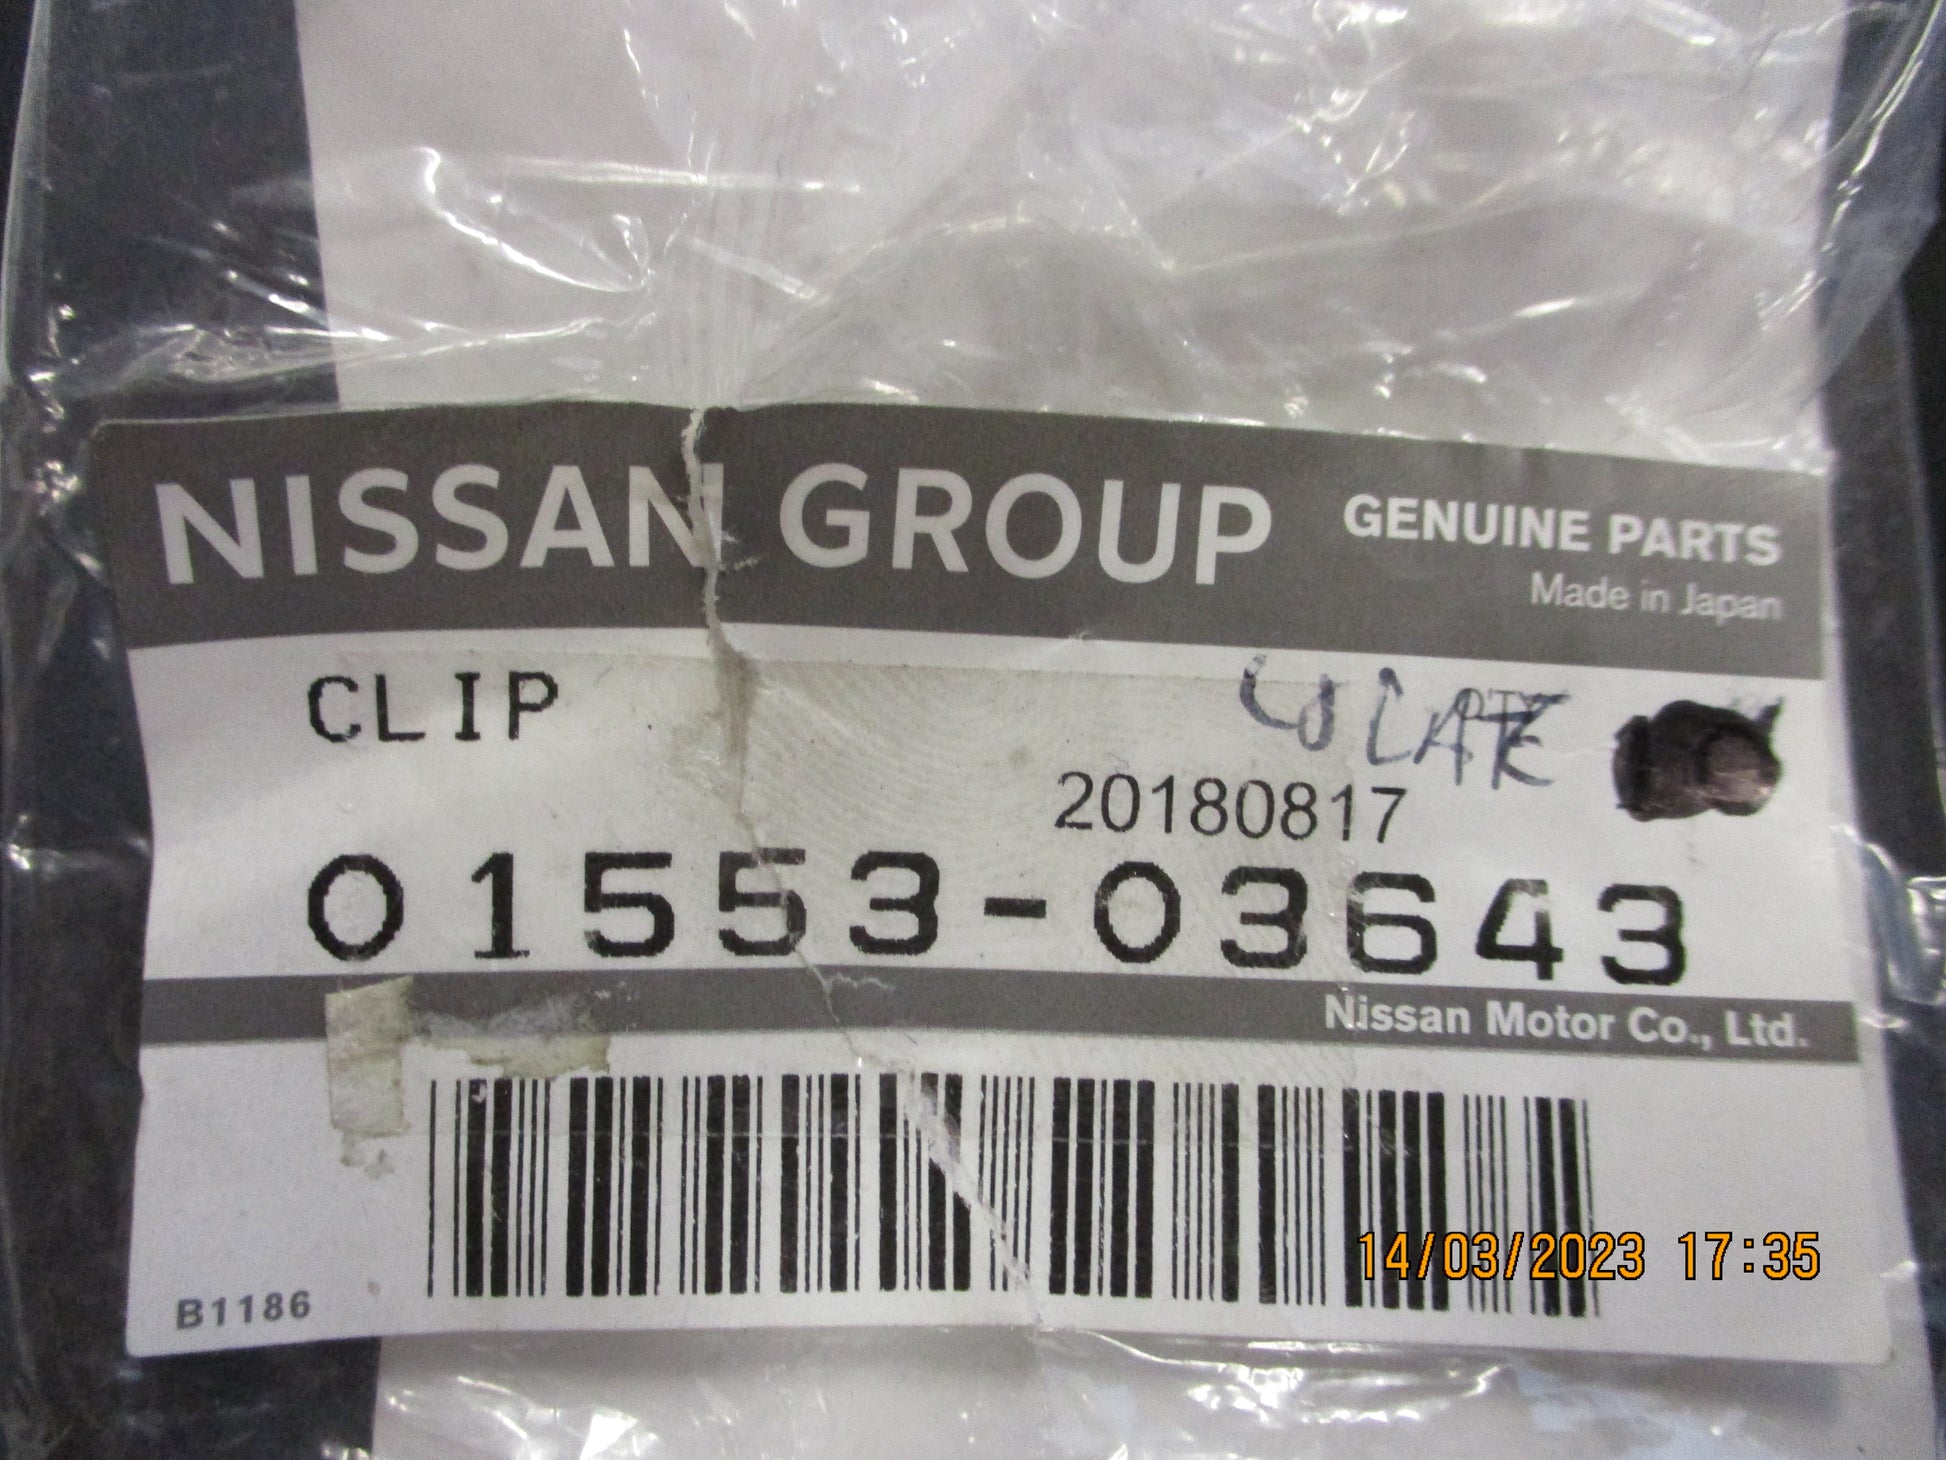 NISSAN GROUP GENUINE PARTS
Made in Japan
CLIP
20180817
01553-03643
Nissan Motor Co., Ltd.
B1186
14/03/2023 17:35